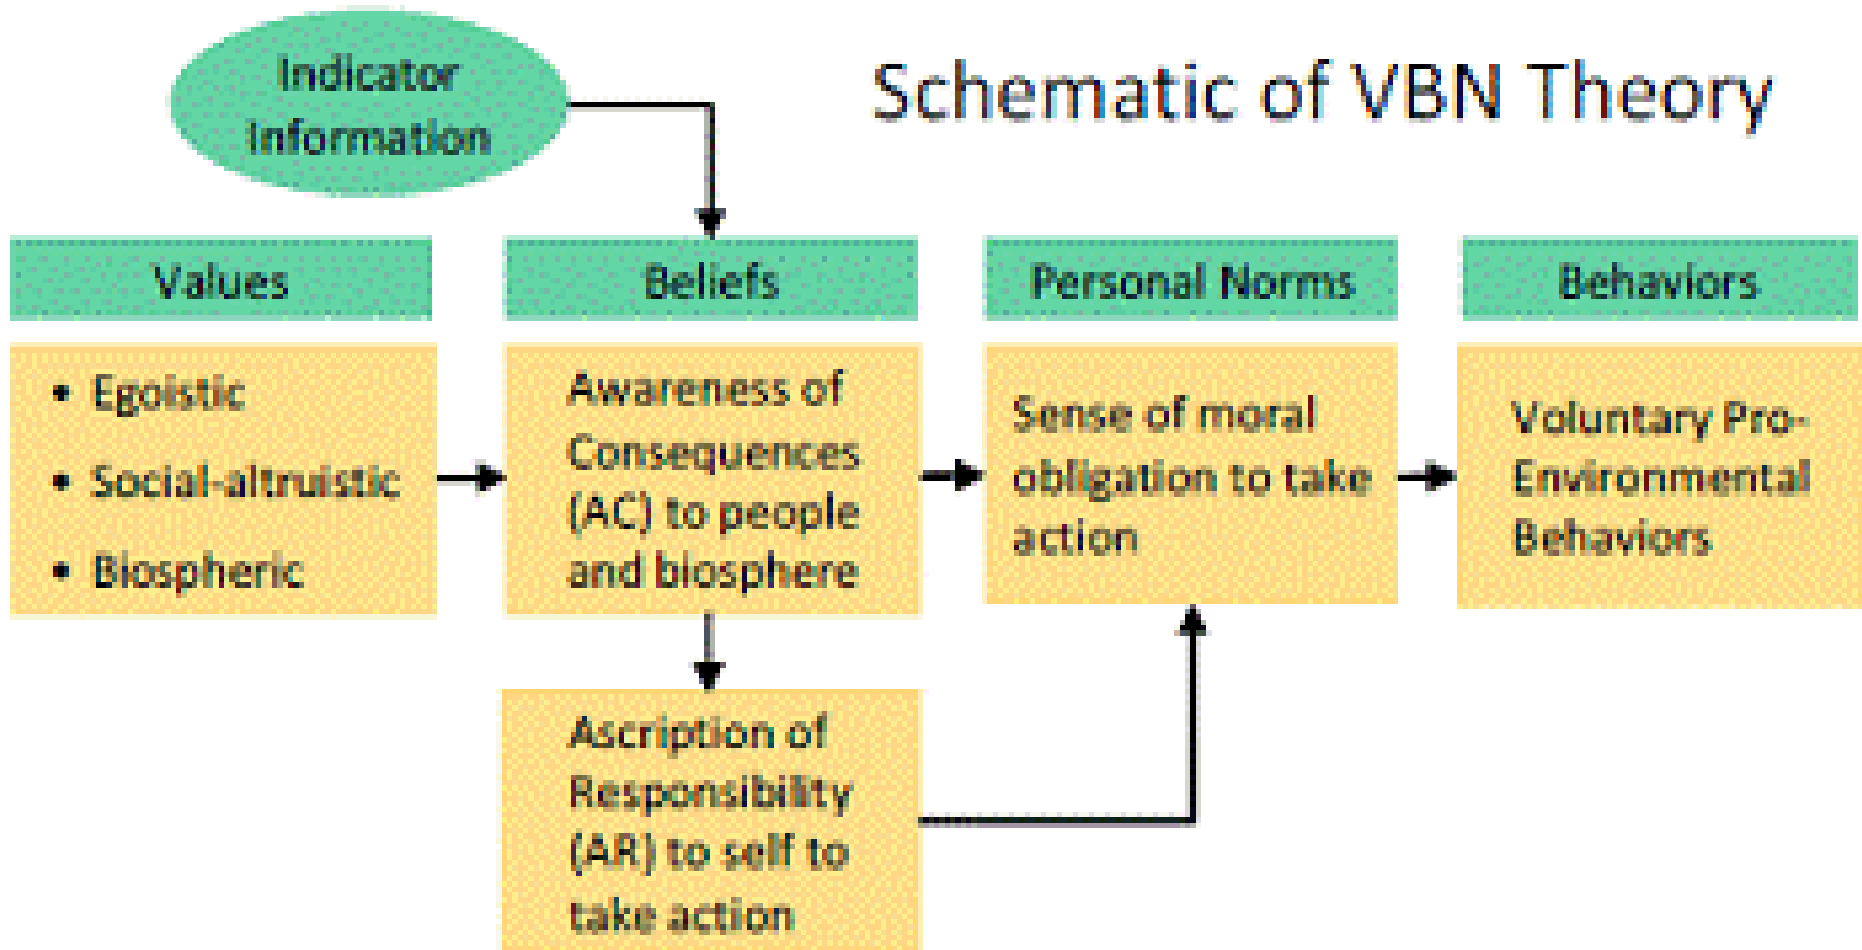 Indicator
Information
Schematic of VBN Theory
Values
Beliefs
Personal Norms
Behaviors
• Egoistic
• Social-altruistic
• Biospheric
Awareness of
Consequences
(AC) to people
and biosphere
Sense of moral
obligation to take
action
Voluntary Pro-
Environmental
Behaviors
Ascription of
Responsibility
(AR) to self to
take action